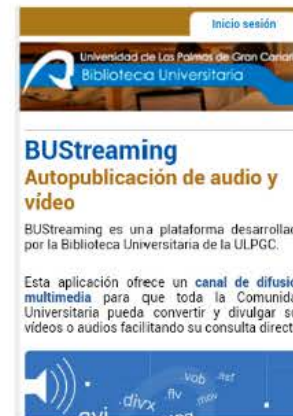 Inicio sesión
Universidad de Las Palmas de Gran Canar
Biblioteca Universitaria
BUStreaming
Autopublicación de audio y
vídeo
BUStreaming es una plataforma desarrollad
por la Biblioteca Universitaria de la ULPGC.
Esta aplicación ofrece un canal de difusió
multimedia para que toda la Comunida
Universitaria pueda convertir y divulgar su
vídeos o audios facilitando su consulta direct
.vob
.flv
mov
.divx
avi